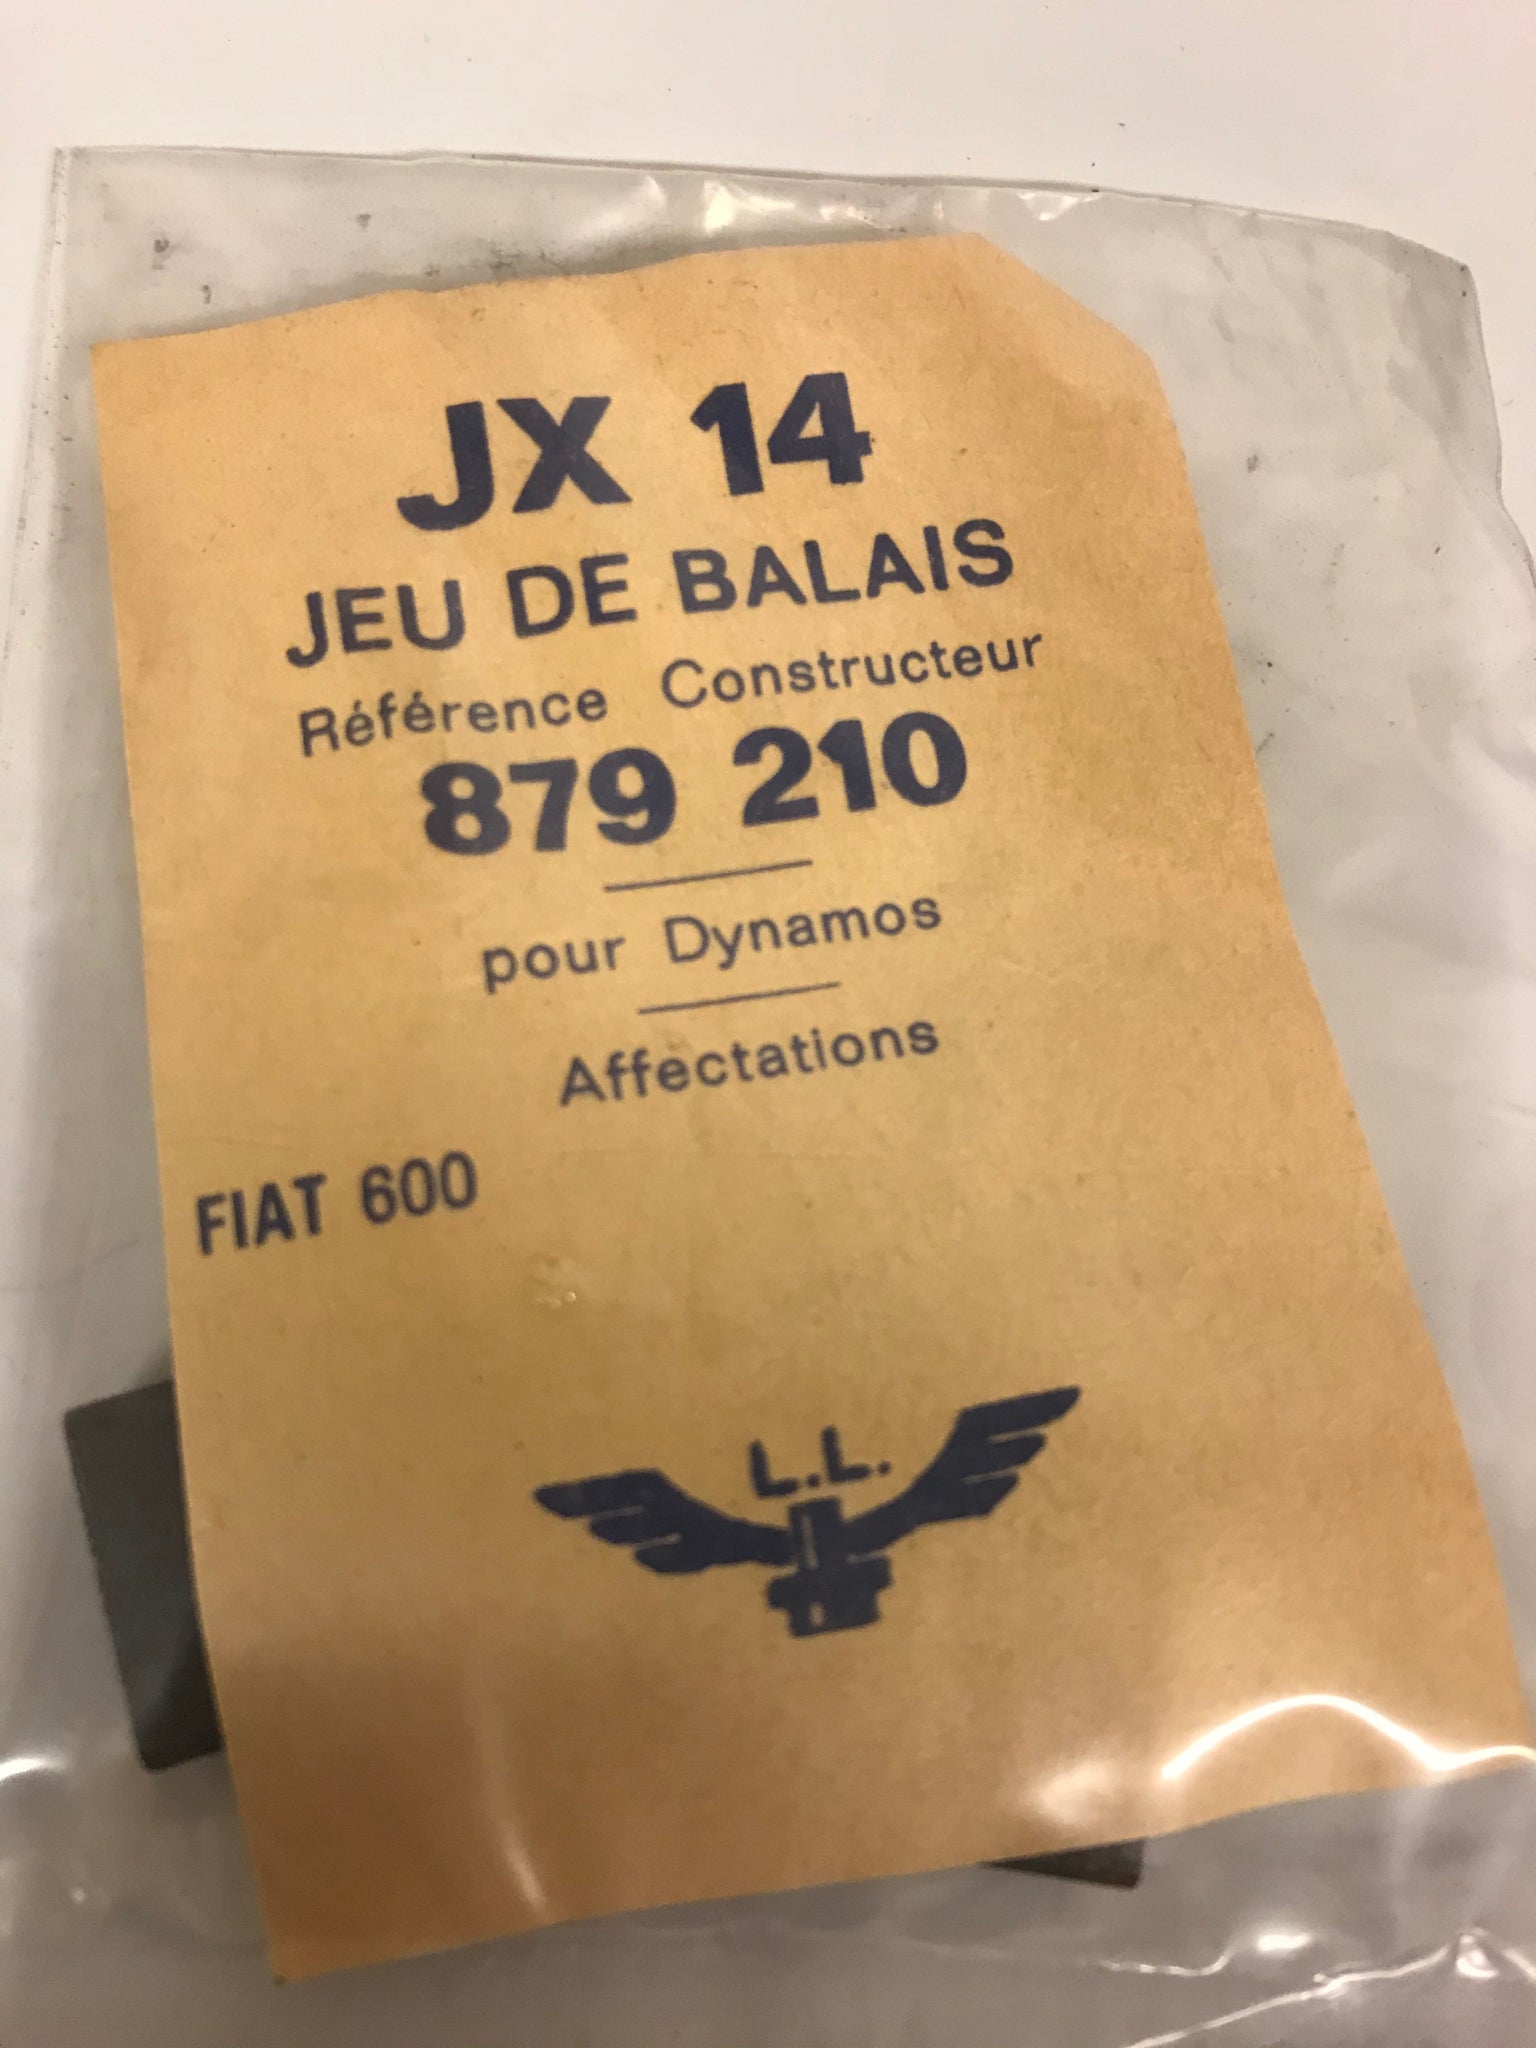 JX 14
JEU DE BALAIS
Référence Constructeur
879 210
pour Dynamos
Affectations
FIAT 600
L.L.